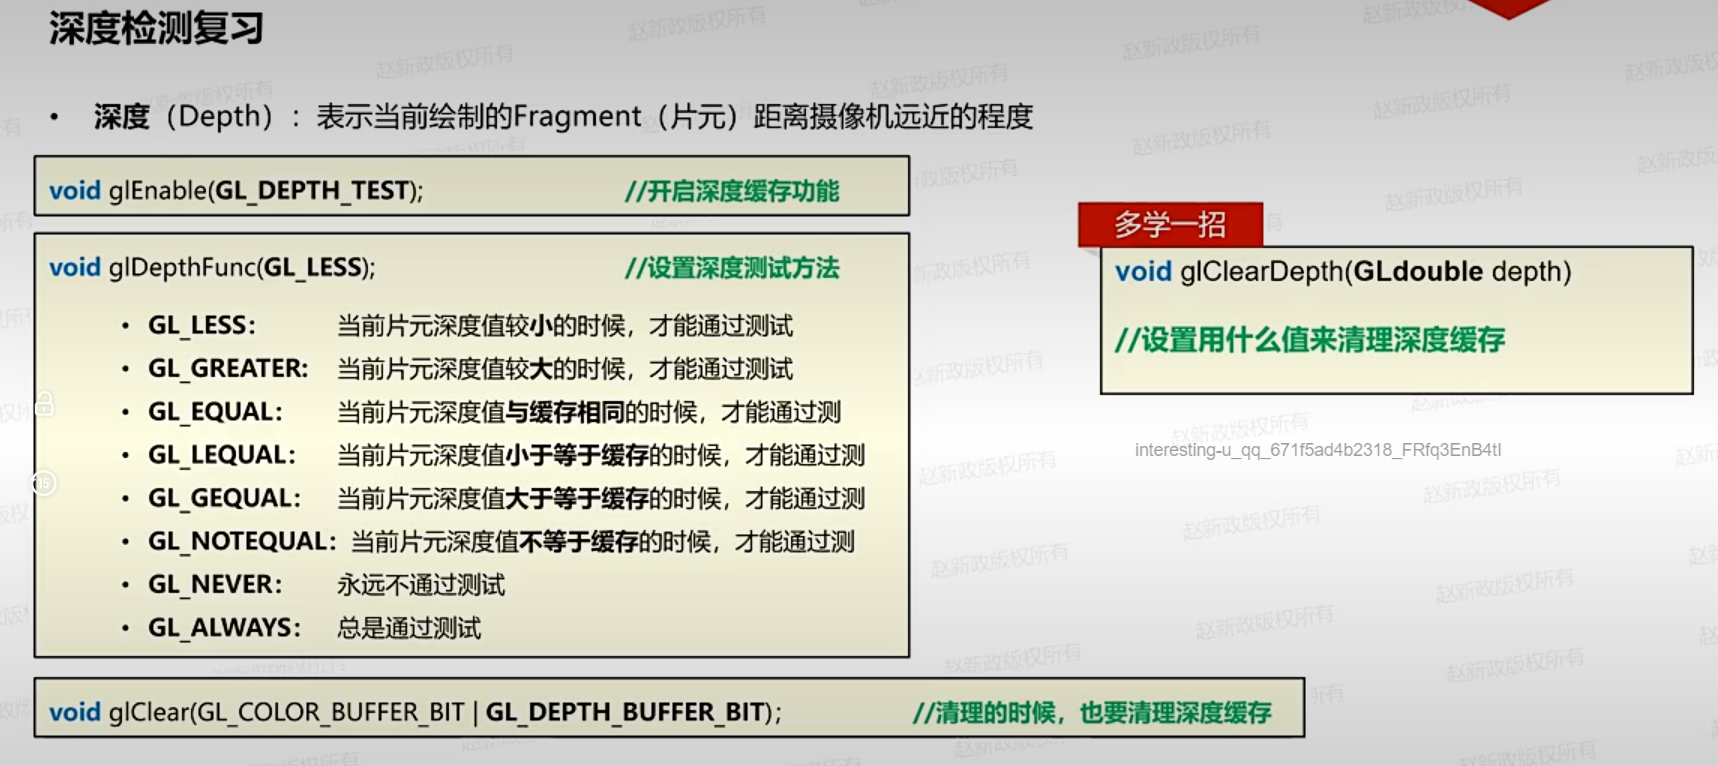 深度检测复习
• 深度（Depth）：表示当前绘制的Fragment（片元）距离摄像机远近的程度
void glEnable(GL_DEPTH_TEST); //开启深度缓存功能
void glDepthFunc(GL_LESS); //设置深度测试方法
• GL_LESS: 当前片元深度值较小的时候，才能通过测试
• GL_GREATER: 当前片元深度值较大的时候，才能通过测试
• GL_EQUAL: 当前片元深度值与缓存相同的时候，才能通过测
• GL_LEQUAL: 当前片元深度值小于等于缓存的时候，才能通过测
• GL_GEQUAL: 当前片元深度值大于等于缓存的时候，才能通过测
• GL_NOTEQUAL: 当前片元深度值不等于缓存的时候，才能通过测
• GL_NEVER: 永远不通过测试
• GL_ALWAYS: 总是通过测试
void glClear(GL_COLOR_BUFFER_BIT | GL_DEPTH_BUFFER_BIT); //清理的时候，也要清理深度缓存
多学一招
void glClearDepth(GLdouble depth)
//设置用什么值来清理深度缓存
interesting-u_qq_671f5ad4b2318_FRfq3EnB4tI
15
赵新政版权所有